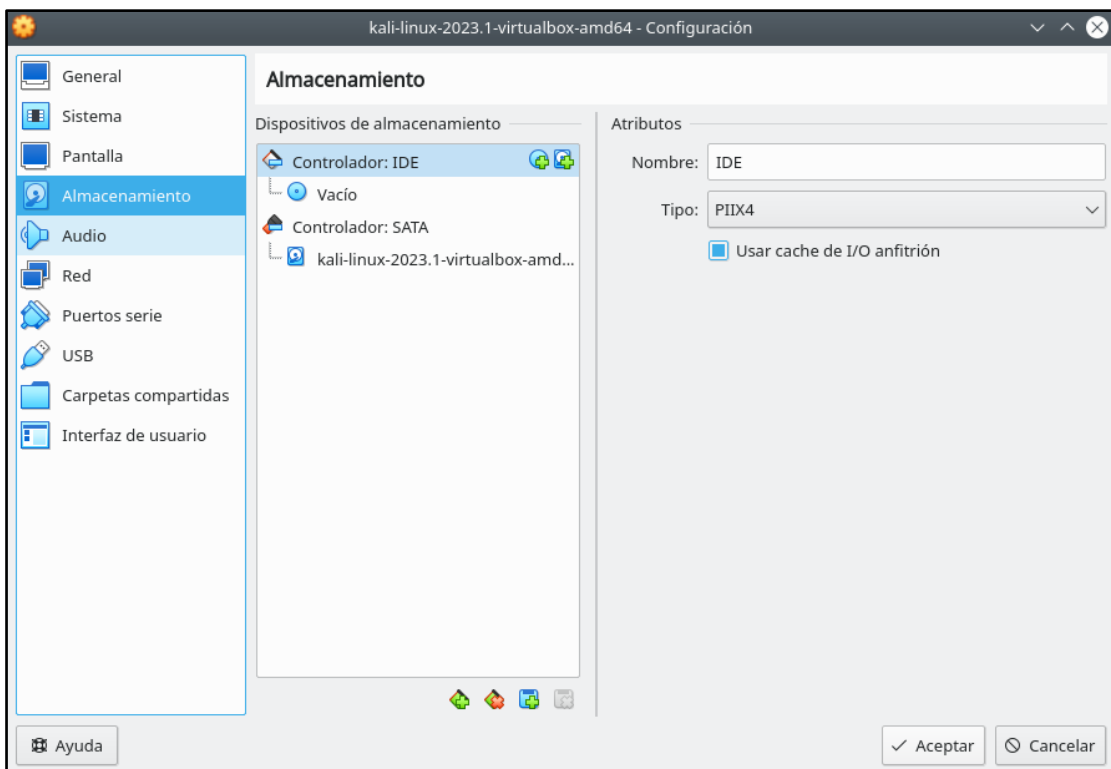 kali-linux-2023.1-virtualbox-amd64 - Configuración
General
Sistema
Pantalla
Almacenamiento
Audio
Red
Puertos serie
USB
Carpetas compartidas
Interfaz de usuario
Almacenamiento
Dispositivos de almacenamiento
Controlador: IDE
Vacío
Controlador: SATA
kali-linux-2023.1-virtualbox-amd...
Atributos
Nombre: IDE
Tipo: PIIX4
Usar cache de I/O anfitrión
Ayuda
Aceptar
Cancelar